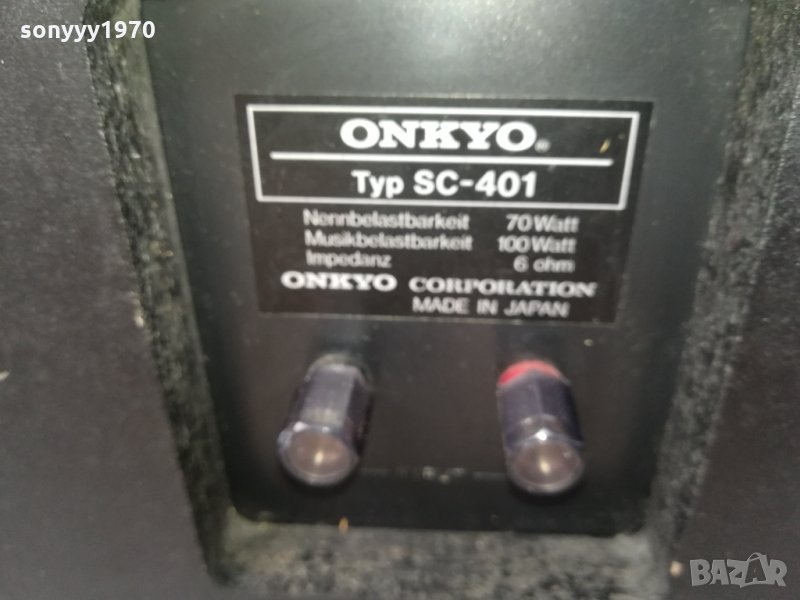 sonyyy1970
ONKYO®
Typ SC-401
Nennbelastbarkeit 70 Watt
Musikbelastbarkeit 100 Watt
Impedanz 6 ohm
ONKYO CORPORATION
MADE IN JAPAN
BAZAR